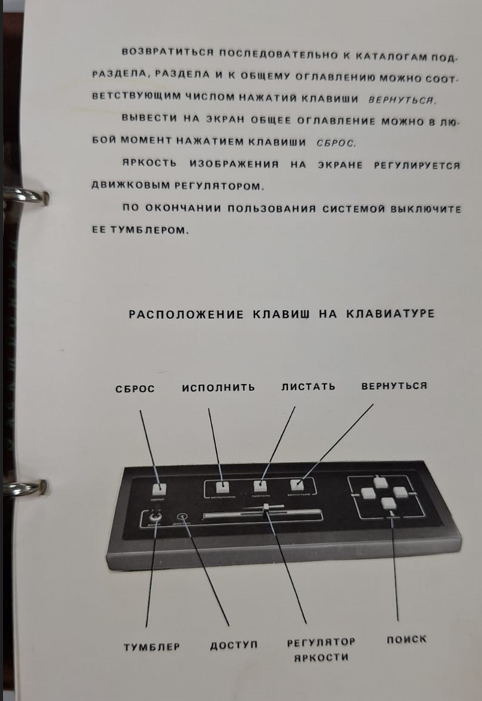 ВОЗВРАТИТЬСЯ ПОСЛЕДОВАТЕЛЬНО К КАТАЛОГАМ ПОД-
РАЗДЕЛА, РАЗДЕЛА И К ОБЩЕМУ ОГЛАВЛЕНИЮ МОЖНО СООТ-
ВЕТСТВУЮЩИМ ЧИСЛОМ НАЖАТИЙ КЛАВИШИ ВЕРНУТЬСЯ.
ВЫВЕСТИ НА ЭКРАН ОБЩЕЕ ОГЛАВЛЕНИЕ МОЖНО В ЛЮ-
БОЙ МОМЕНТ НАЖАТИЕМ КЛАВИШИ СБРОС.
ЯРКОСТЬ ИЗОБРАЖЕНИЯ НА ЭКРАНЕ РЕГУЛИРУЕТСЯ
ДВИЖКОВЫМ РЕГУЛЯТОРОМ.
ПО ОКОНЧАНИИ ПОЛЬЗОВАНИЯ СИСТЕМОЙ ВЫКЛЮЧИТЕ
ЕЕ ТУМБЛЕРОМ.
РАСПОЛОЖЕНИЕ КЛАВИШ НА КЛАВИАТУРЕ
СБРОС ИСПОЛНИТЬ ЛИСТАТЬ ВЕРНУТЬСЯ
ТУМБЛЕР ДОСТУП РЕГУЛЯТОР ПОИСК
ЯРКОСТИ